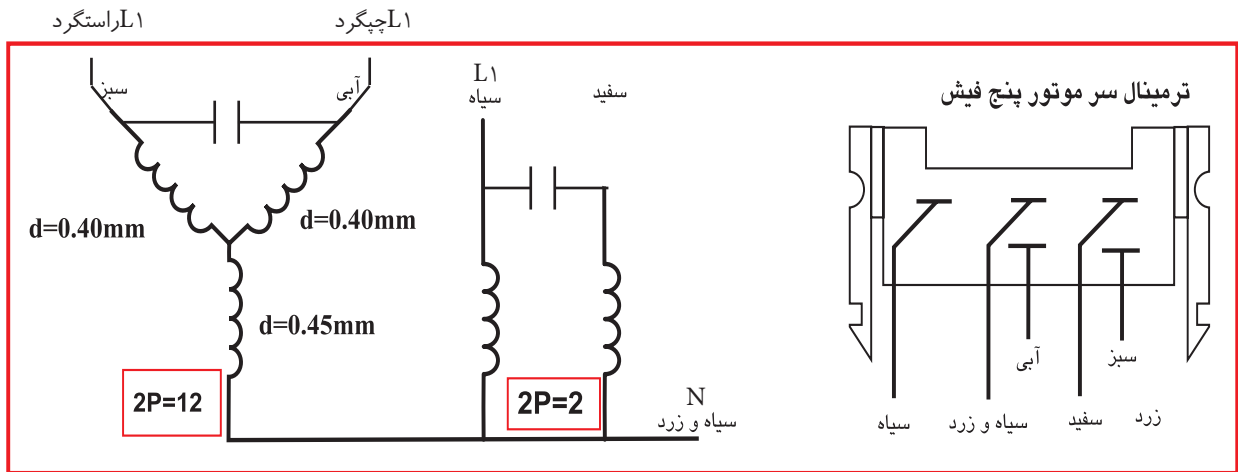 L۱راستگرد
L۱چپگرد
سبز
آبی
L۱
سیاه
سفید
d=0.40mm
d=0.40mm
d=0.45mm
2P=12
2P=2
N
سیاه و زرد
ترمینال سر موتور پنج فیش
آبی
سبز
سیاه
سیاه و زرد
سفید
زرد